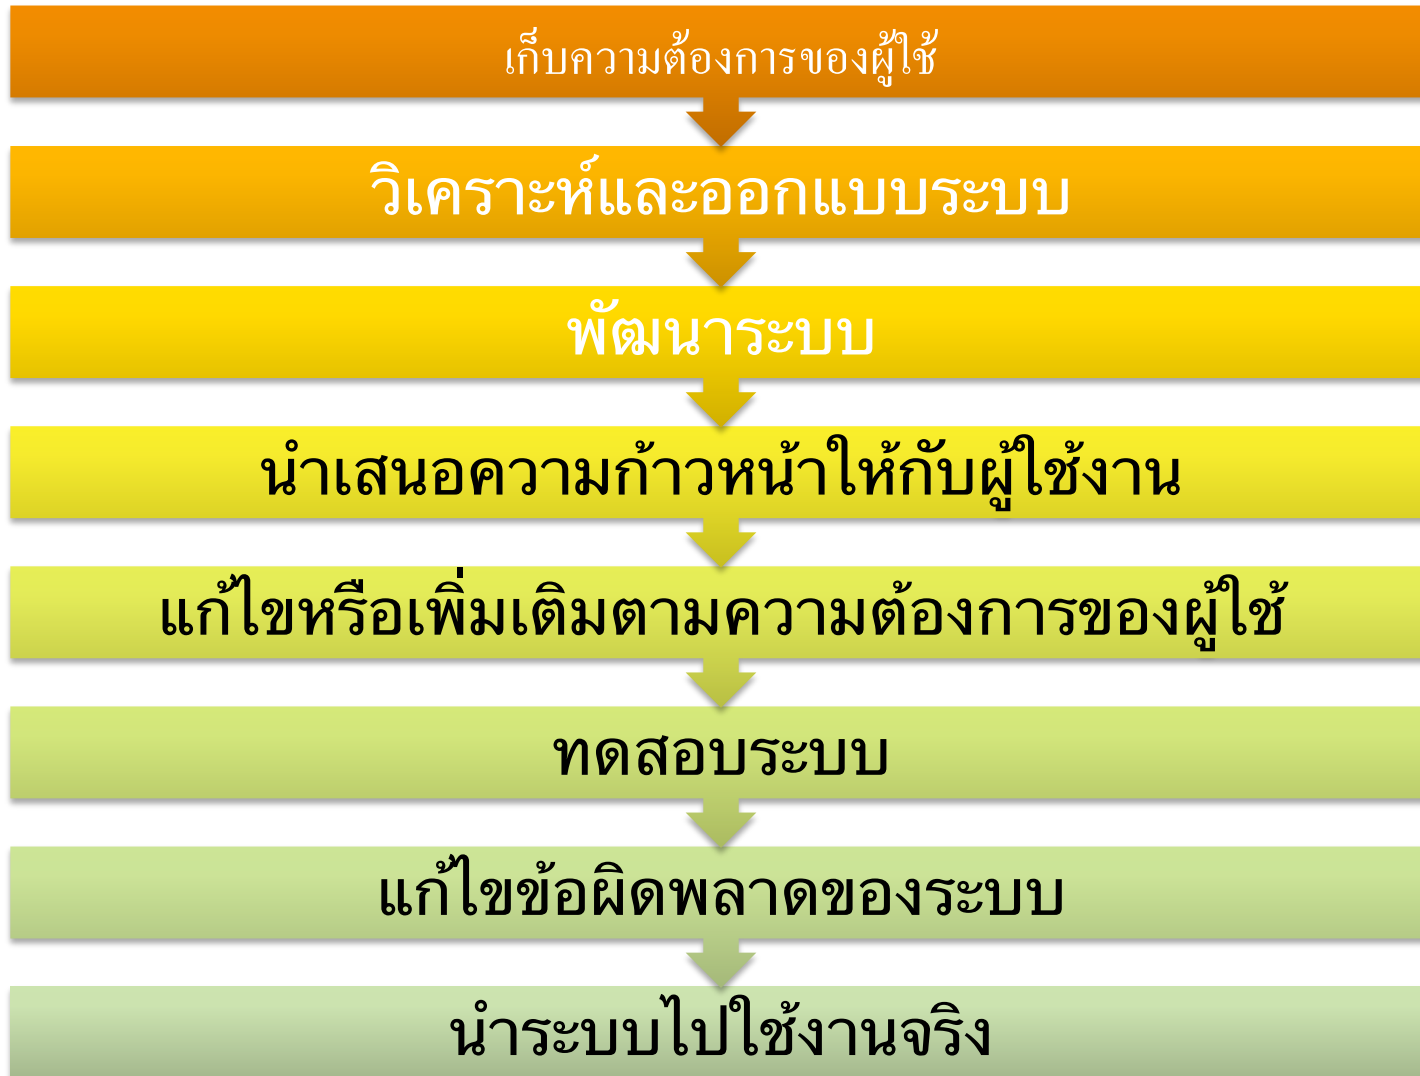 เก็บความต้องการของผู้ใช้
วิเคราะห์และออกแบบระบบ
พัฒนาระบบ
นำเสนอความก้าวหน้าให้กับผู้ใช้งาน
แก้ไขหรือเพิ่มเติมตามความต้องการของผู้ใช้
ทดสอบระบบ
แก้ไขข้อผิดพลาดของระบบ
นำระบบไปใช้งานจริง